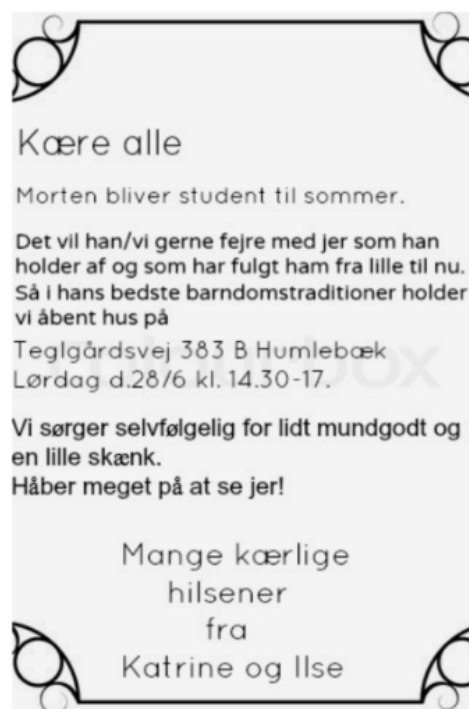 Kære alle
Morten bliver student til sommer.
Det vil han/vi gerne fejre med jer som han
holder af og som har fulgt ham fra lille til nu.
Så i hans bedste barndomstraditioner holder
vi åbent hus på
Teglgårdsvej 383 B Humlebæk
Lørdag d.28/6 kl. 14.30-17.
Vi sørger selvfølgelig for lidt mundgodt og
en lille skænk.
Håber meget på at se jer!
Mange kærlige
hilsener
fra
Katrine og Ilse